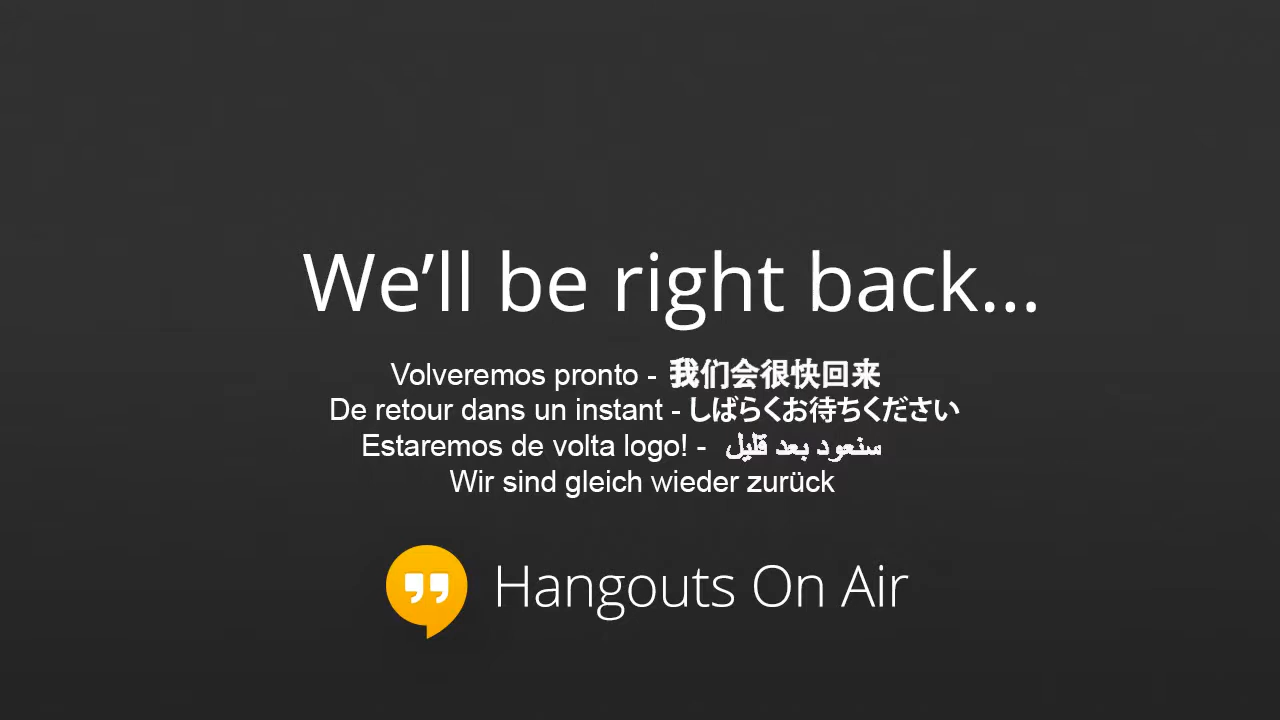 We’ll be right back...
Volveremos pronto - 我们会很快回来
De retour dans un instant - しばらくお待ちください
Estaremos de volta logo! - سنعود بعد قليل
Wir sind gleich wieder zurück
Hangouts On Air